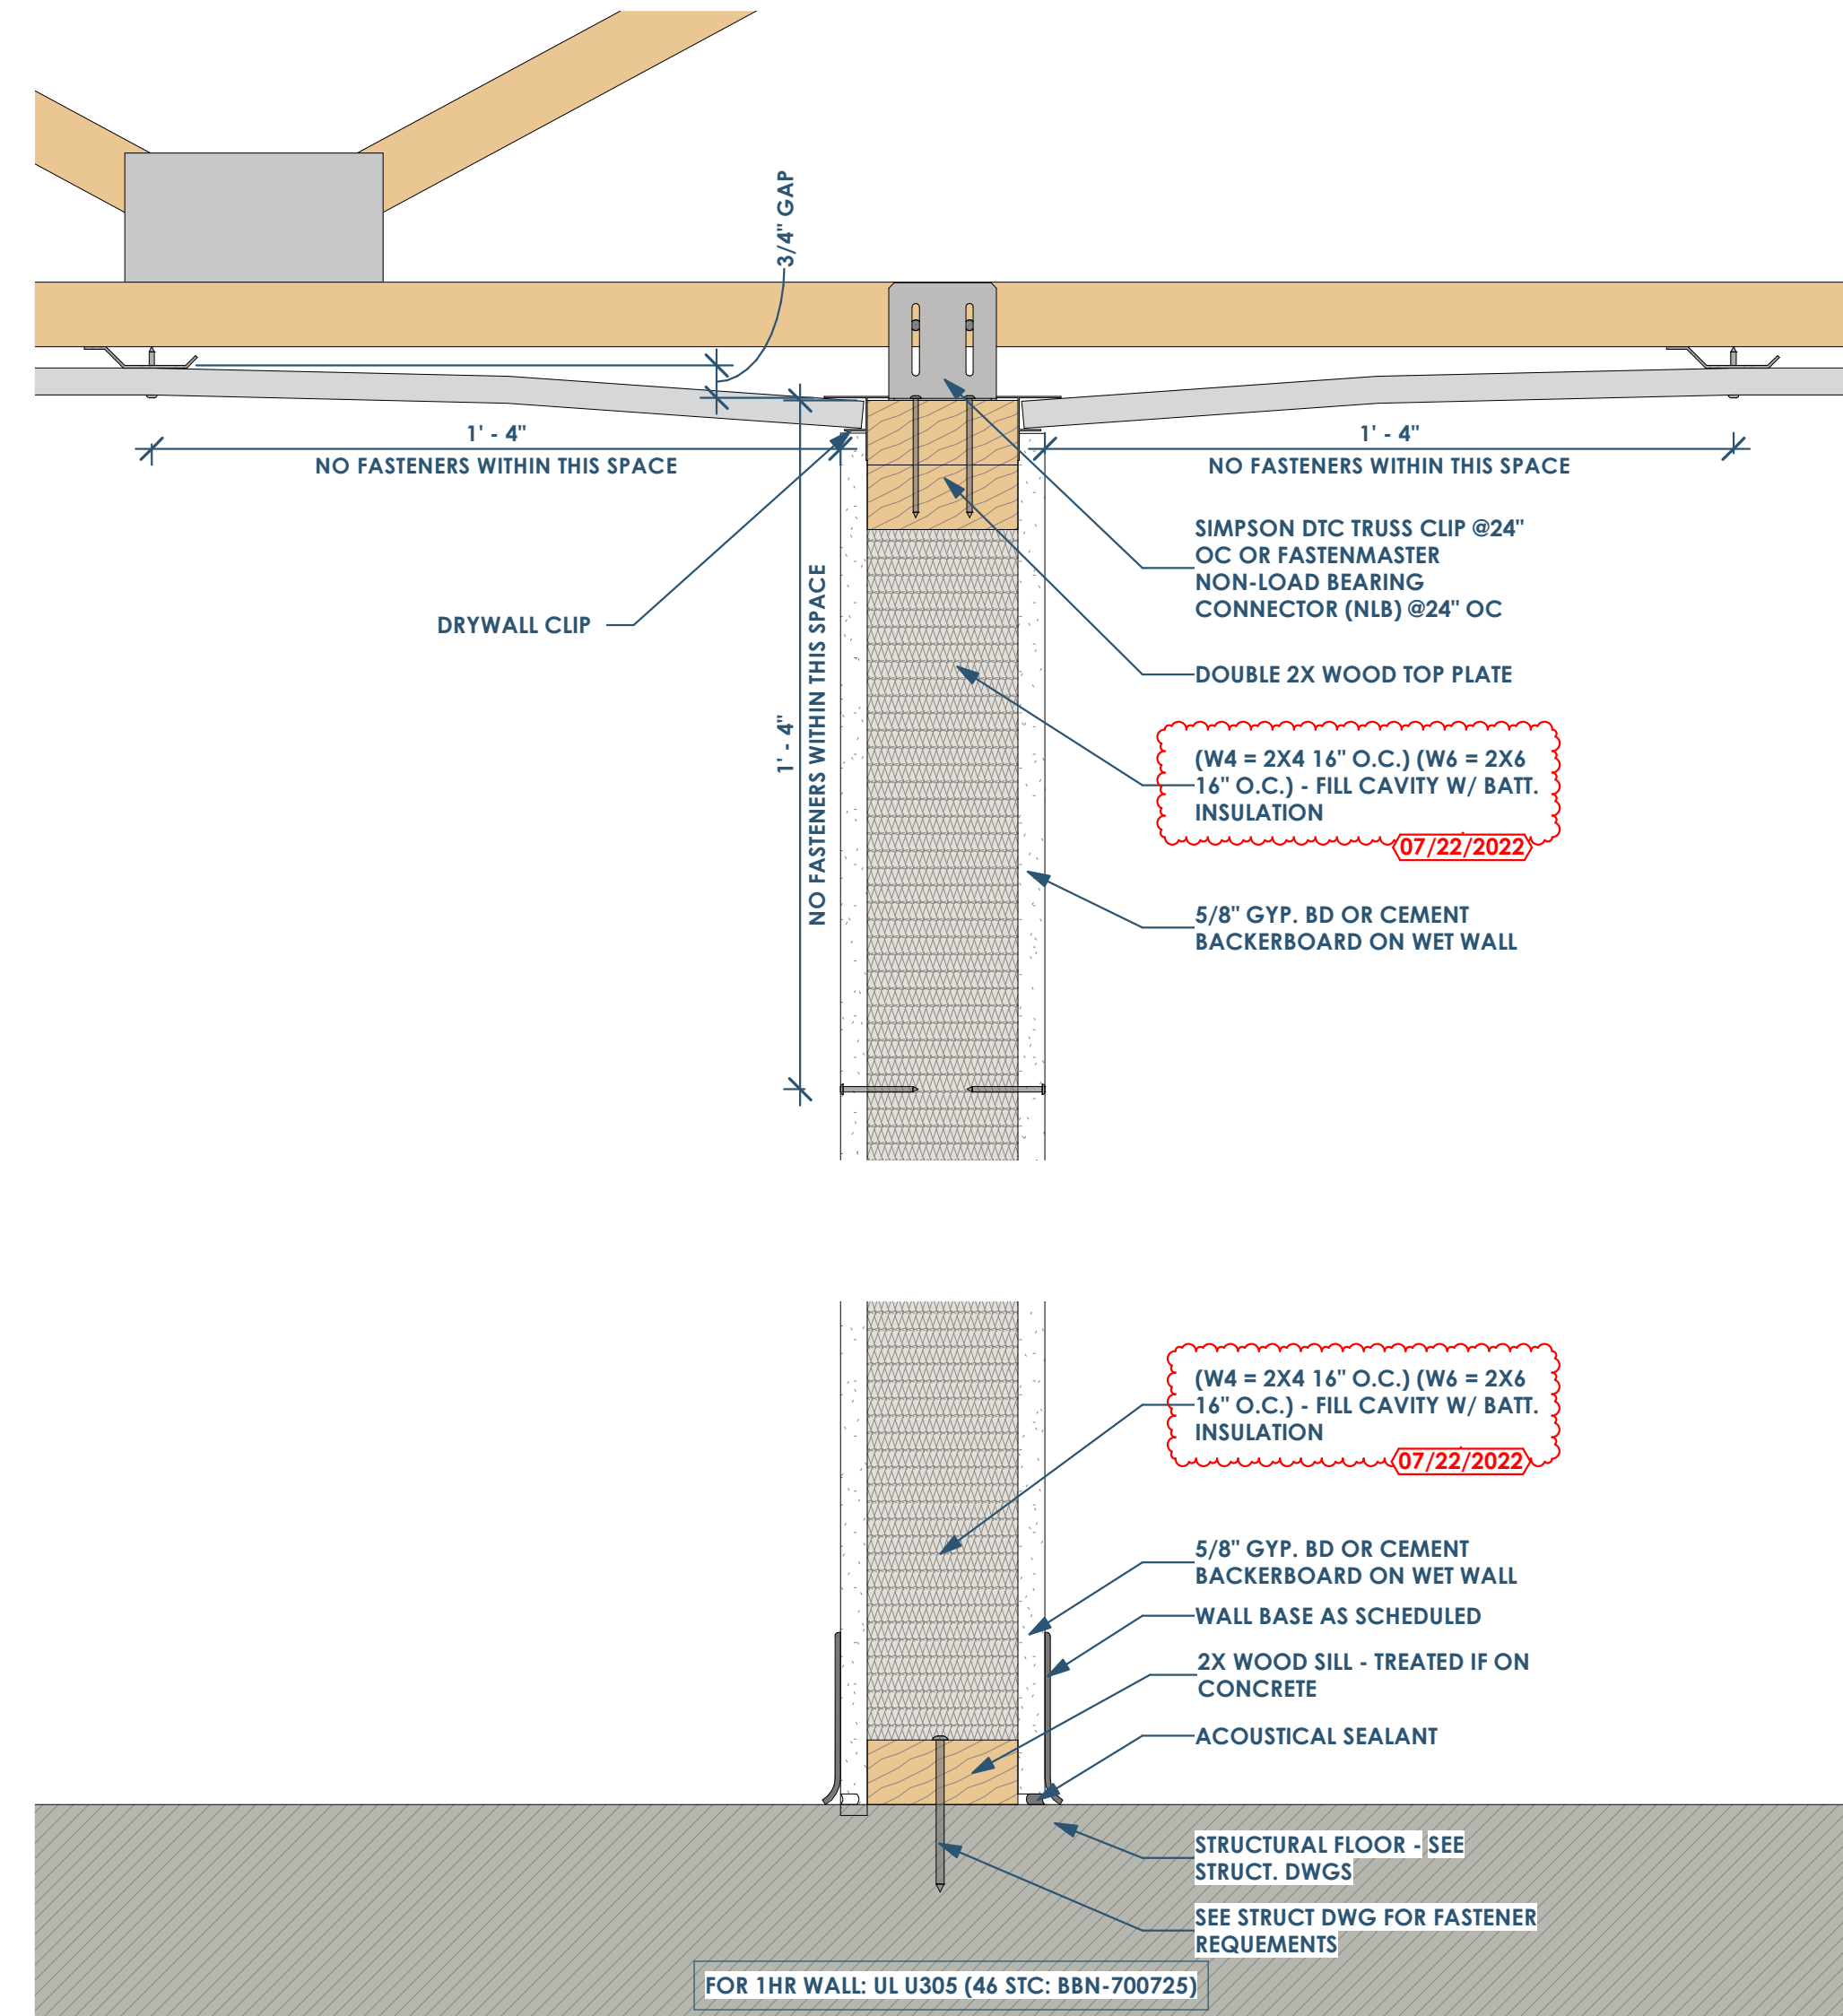 3/4" GAP
1' - 4"
NO FASTENERS WITHIN THIS SPACE
1' - 4"
NO FASTENERS WITHIN THIS SPACE
SIMPSON DTC TRUSS CLIP @24"
OC OR FASTENMASTER
NON-LOAD BEARING
CONNECTOR (NLB) @24" OC
DRYWALL CLIP
1' - 4"
NO FASTENERS WITHIN THIS SPACE
DOUBLE 2X WOOD TOP PLATE
(W4 = 2X4 16" O.C.) (W6 = 2X6
16" O.C.) - FILL CAVITY W/ BATT.
INSULATION
07/22/2022
5/8" GYP. BD OR CEMENT
BACKERBOARD ON WET WALL
(W4 = 2X4 16" O.C.) (W6 = 2X6
16" O.C.) - FILL CAVITY W/ BATT.
INSULATION
07/22/2022
5/8" GYP. BD OR CEMENT
BACKERBOARD ON WET WALL
WALL BASE AS SCHEDULED
2X WOOD SILL - TREATED IF ON
CONCRETE
ACOUSTICAL SEALANT
STRUCTURAL FLOOR - SEE
STRUCT. DWGS
SEE STRUCT DWG FOR FASTENER
REQUEMENTS
FOR 1HR WALL: UL U305 (46 STC: BBN-700725)